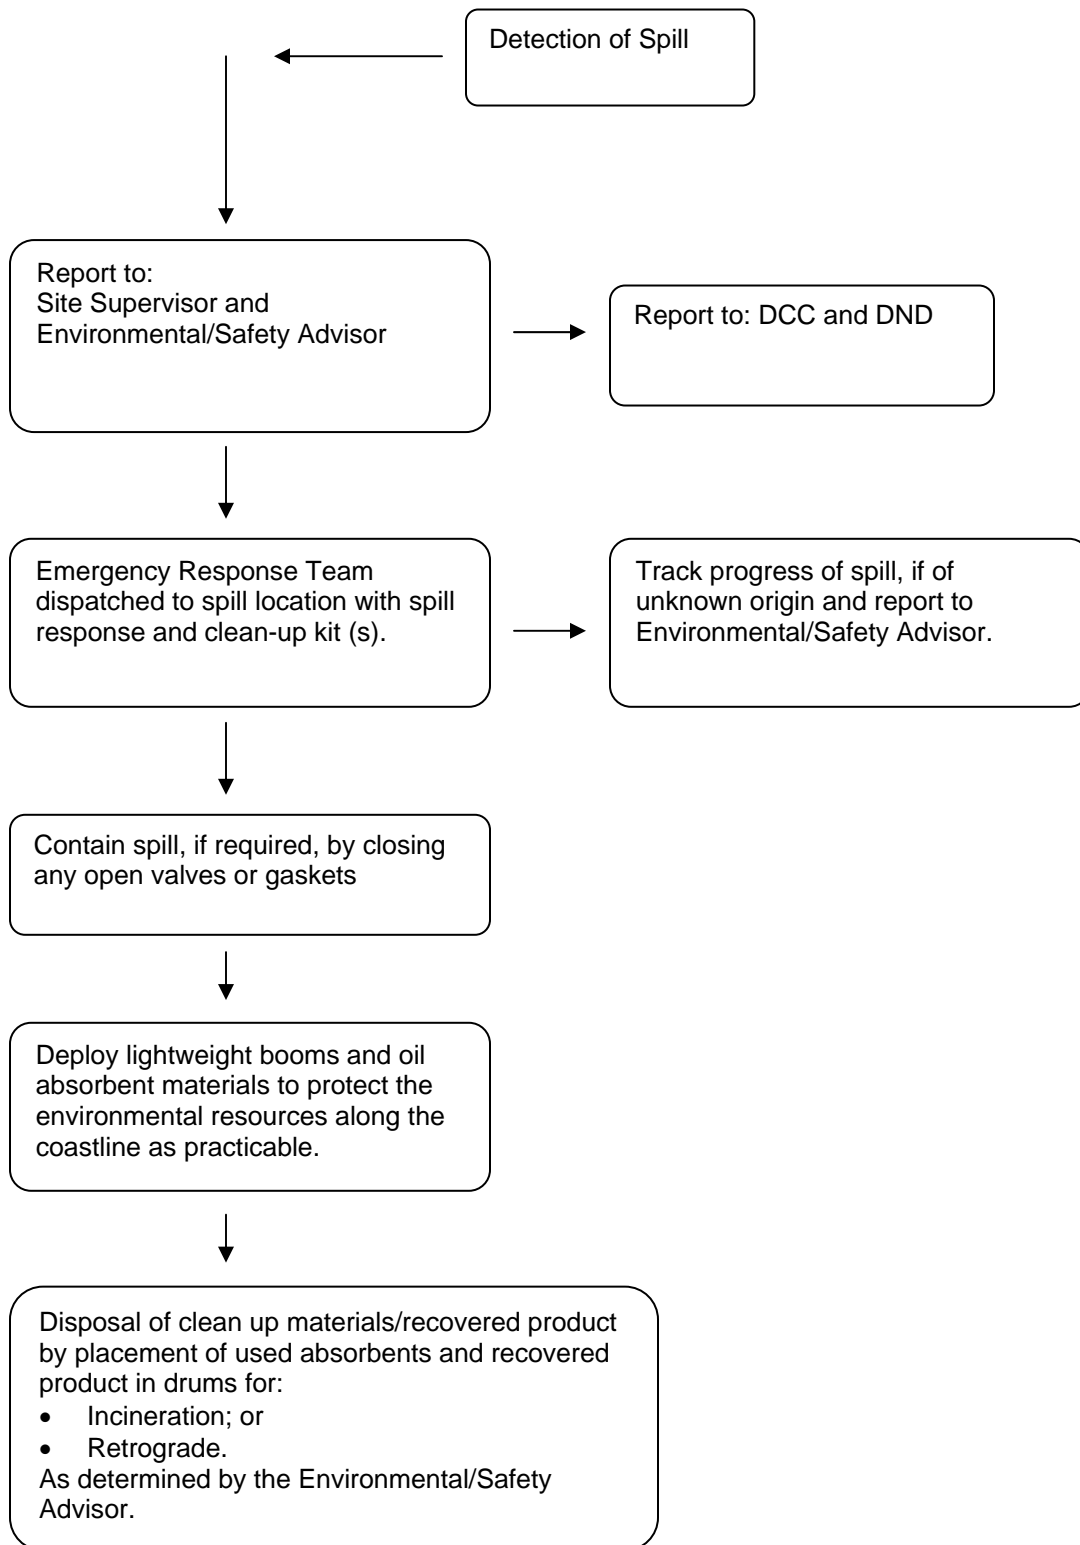 Detection of Spill
Report to:
Site Supervisor and
Environmental/Safety Advisor
Report to: DCC and DND
Emergency Response Team
dispatched to spill location with spill
response and clean-up kit (s).
Track progress of spill, if of
unknown origin and report to
Environmental/Safety Advisor.
Contain spill, if required, by closing
any open valves or gaskets
Deploy lightweight booms and oil
absorbent materials to protect the
environmental resources along the
coastline as practicable.
Disposal of clean up materials/recovered product
by placement of used absorbents and recovered
product in drums for:
• Incineration; or
• Retrograde.
As determined by the Environmental/Safety
Advisor.